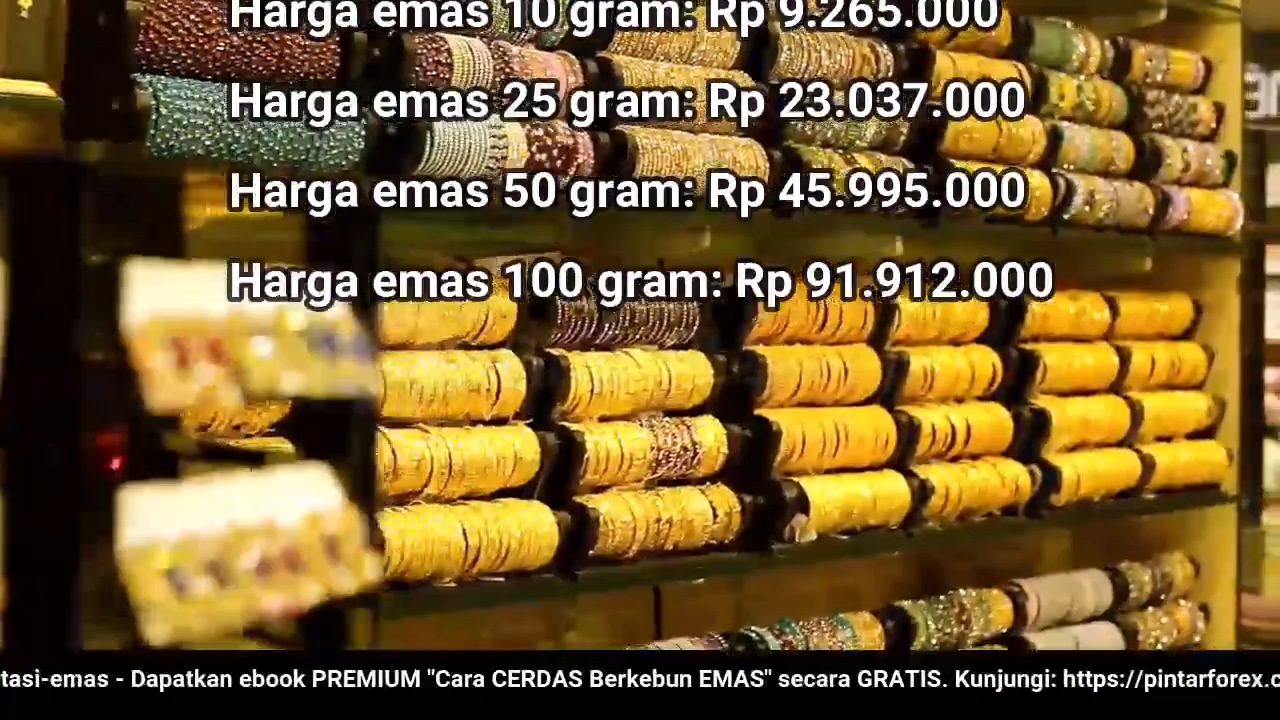 Harga emas 10 gram: Rp 9.265.000
Harga emas 25 gram: Rp 23.037.000
Harga emas 50 gram: Rp 45.995.000
Harga emas 100 gram: Rp 91.912.000
tasi-emas - Dapatkan ebook PREMIUM "Cara CERDAS Berkebun EMAS" secara GRATIS. Kunjungi: https://pintarforex.c